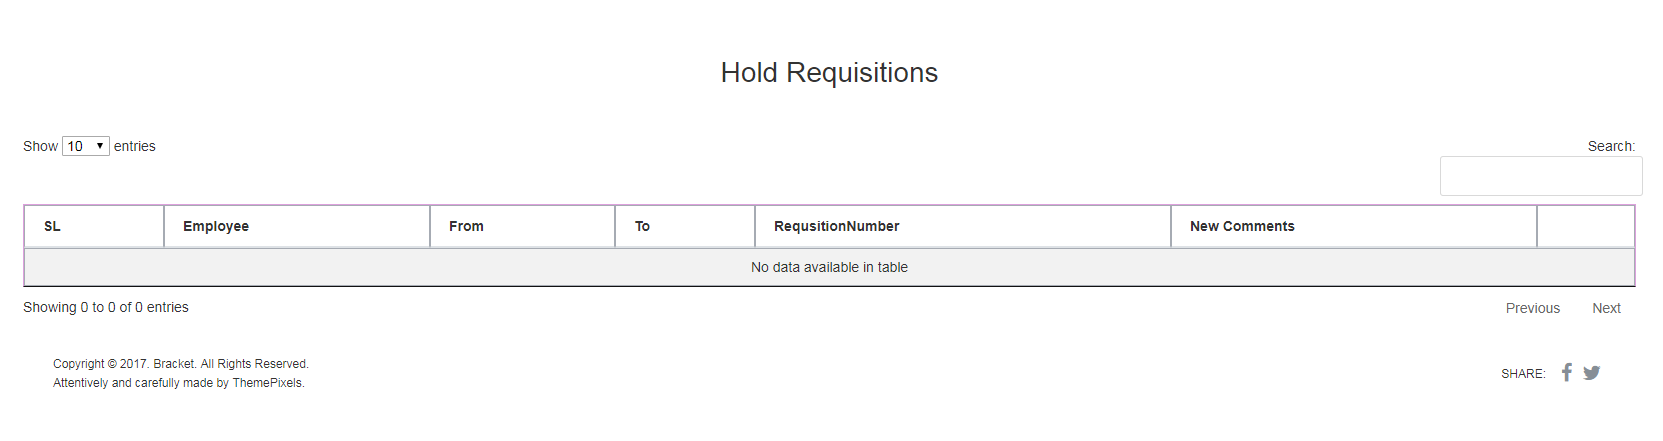 Hold Requisitions
Show 10 entries
Search:
SL Employee From To RequsitionNumber New Comments
No data available in table
Showing 0 to 0 of 0 entries
Previous Next
Copyright © 2017. Bracket. All Rights Reserved.
Attentively and carefully made by ThemePixels.
SHARE: